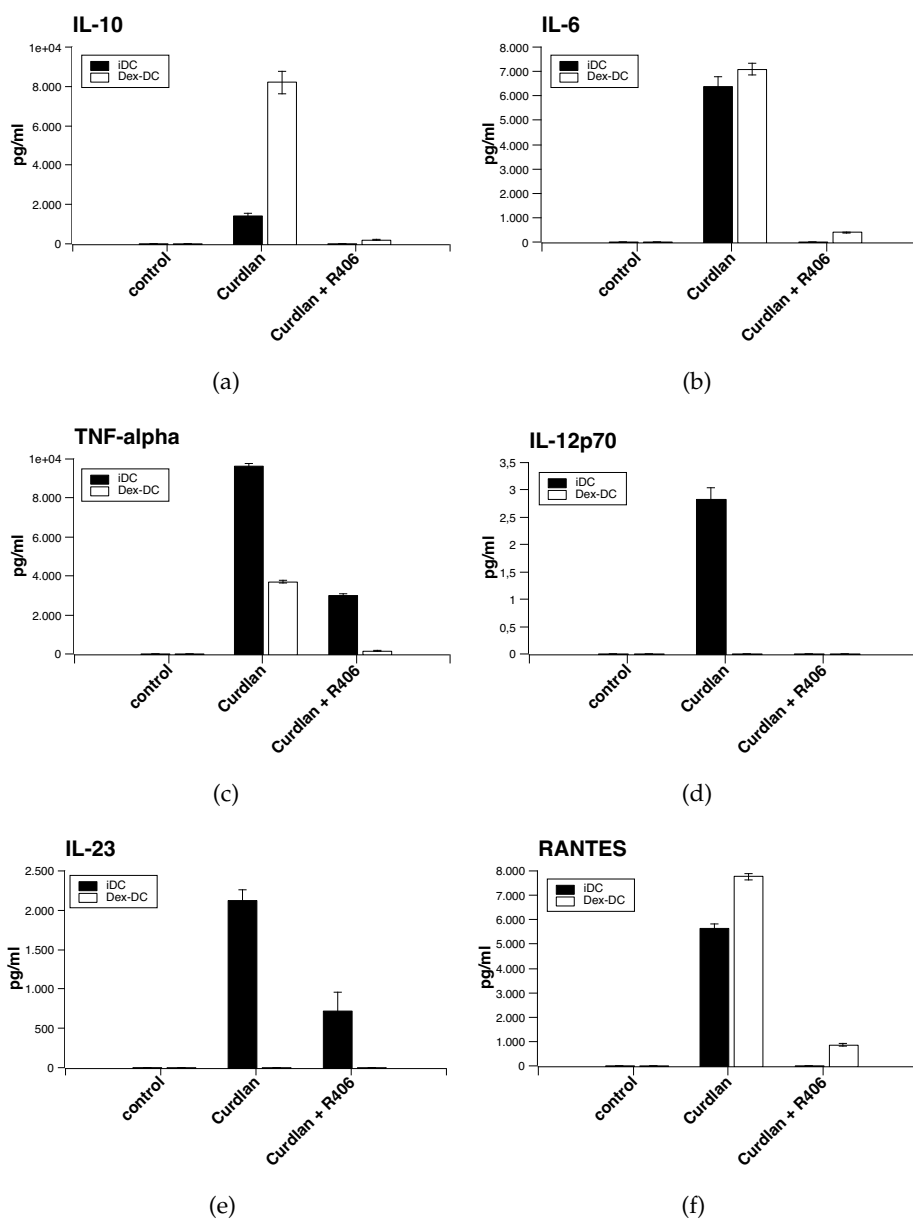 IL-10
1e+04
8.000
6.000
4.000
2.000
0
pg/ml
iDC
Dex-DC
control
Curdlan
Curdlan + R406
(a)
IL-6
8.000
7.000
6.000
5.000
4.000
3.000
2.000
1.000
0
pg/ml
iDC
Dex-DC
control
Curdlan
Curdlan + R406
(b)
TNF-alpha
1e+04
8.000
6.000
4.000
2.000
0
pg/ml
iDC
Dex-DC
control
Curdlan
Curdlan + R406
(c)
IL-12p70
3,5
3
2,5
2
1,5
1
0,5
0
pg/ml
iDC
Dex-DC
control
Curdlan
Curdlan + R406
(d)
IL-23
2.500
2.000
1.500
1.000
500
0
pg/ml
iDC
Dex-DC
control
Curdlan
Curdlan + R406
(e)
RANTES
8.000
7.000
6.000
5.000
4.000
3.000
2.000
1.000
0
pg/ml
iDC
Dex-DC
control
Curdlan
Curdlan + R406
(f)